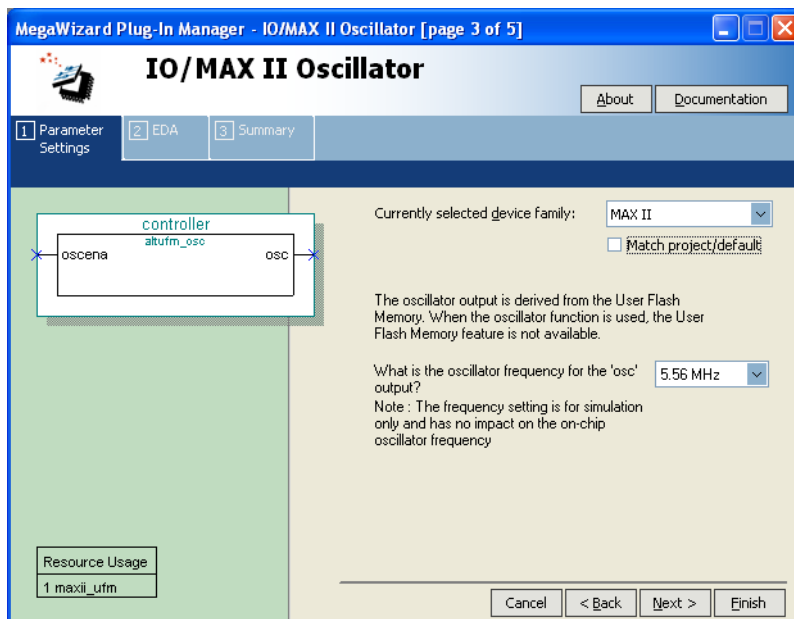 MegaWizard Plug-In Manager - IO/MAX II Oscillator [page 3 of 5]
IO/MAX II Oscillator
About
Documentation
1 Parameter Settings
2 EDA
3 Summary
controller
altufm_osc
oscena
osc
Currently selected device family:
MAX II
Match project/default
The oscillator output is derived from the User Flash
Memory. When the oscillator function is used, the User
Flash Memory feature is not available.
What is the oscillator frequency for the 'osc'
output?
5.56 MHz
Note : The frequency setting is for simulation
only and has no impact on the on-chip
oscillator frequency
Resource Usage
1 maxii_ufm
Cancel
< Back
Next >
Finish